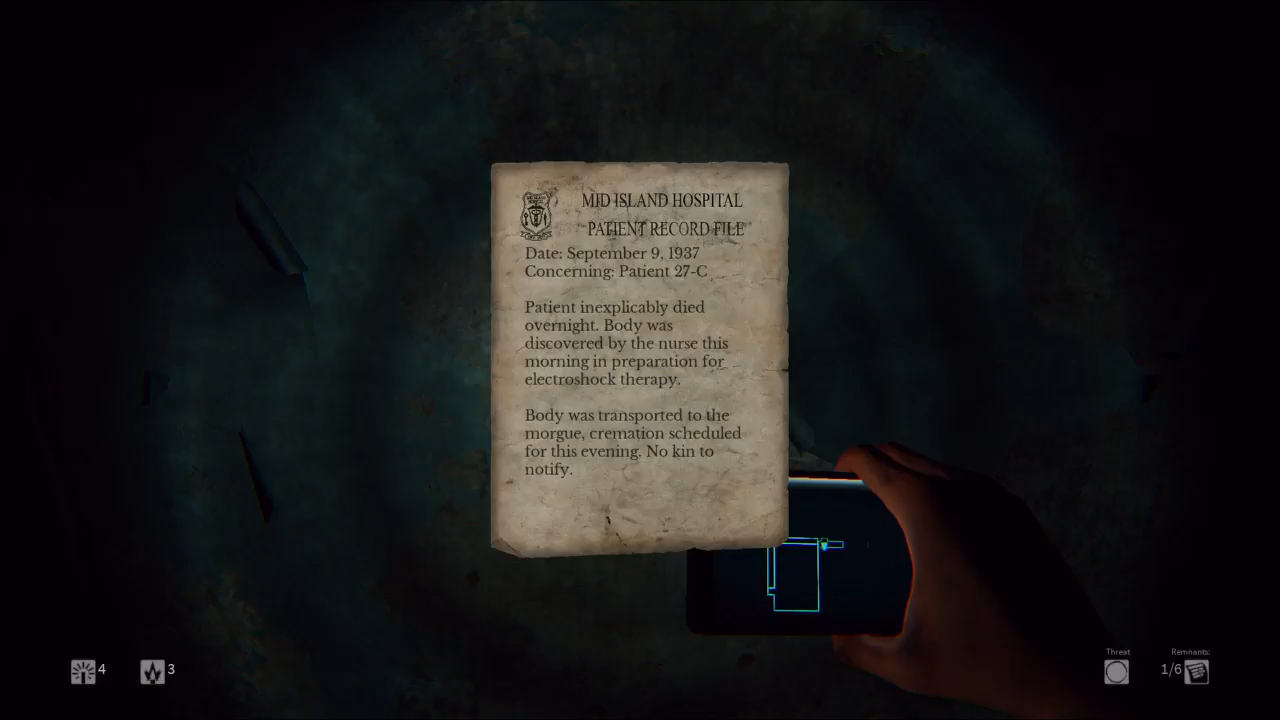 MID ISLAND HOSPITAL
PATIENT RECORD FILE
Date: September 9, 1937
Concerning: Patient 27-C
Patient inexplicably died
overnight. Body was
discovered by the nurse this
morning in preparation for
electroshock therapy.
Body was transported to the
morgue, cremation scheduled
for this evening. No kin to
notify.
4
3
Threat
Remnants:
1/6